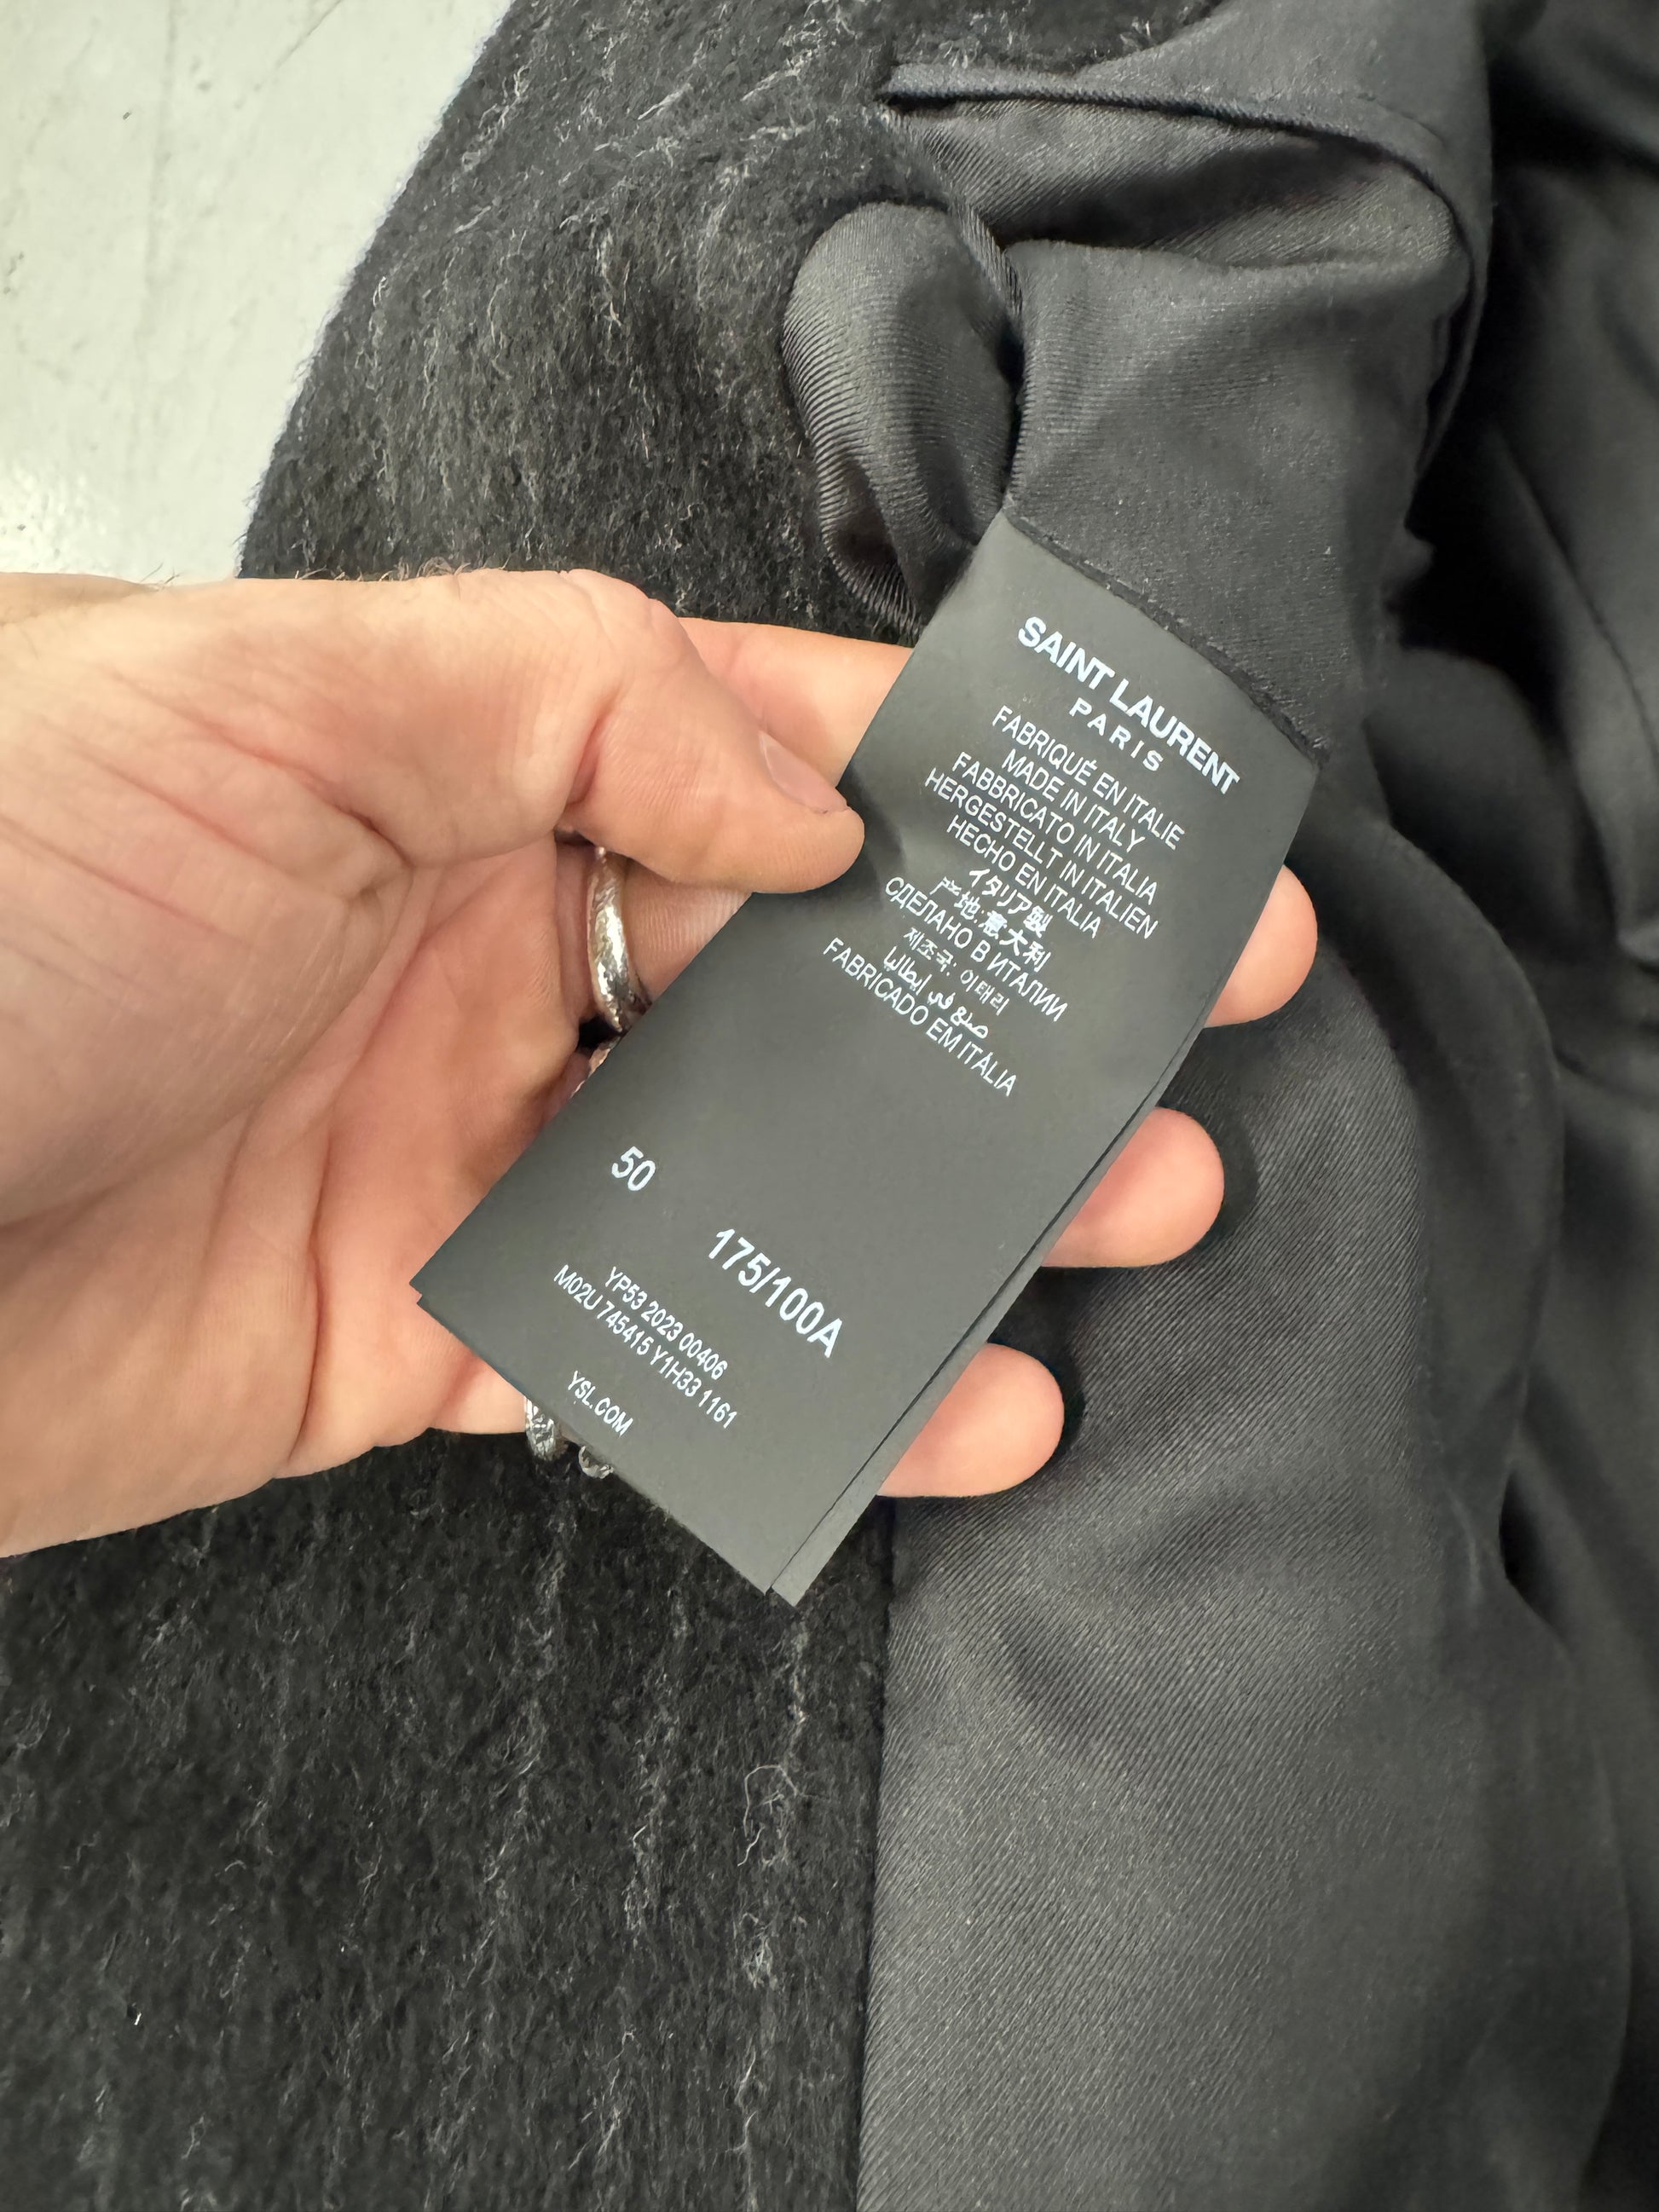 SAINT LAURENT
PARIS
FABRIQUÉ EN ITALIE
MADE IN ITALY
FABBRICATO IN ITALIA
HERGESTELLT IN ITALIEN
HECHO EN ITALIA
イタリア製
产地:意大利
СДЕЛАНО В ИТАЛИИ
제조국: 이태리
صنع في ايطاليا
FABRICADO EM ITÁLIA
50
175/100A
YP53 2023 00406
M02U 745415 Y1H33 1161
YSL.COM